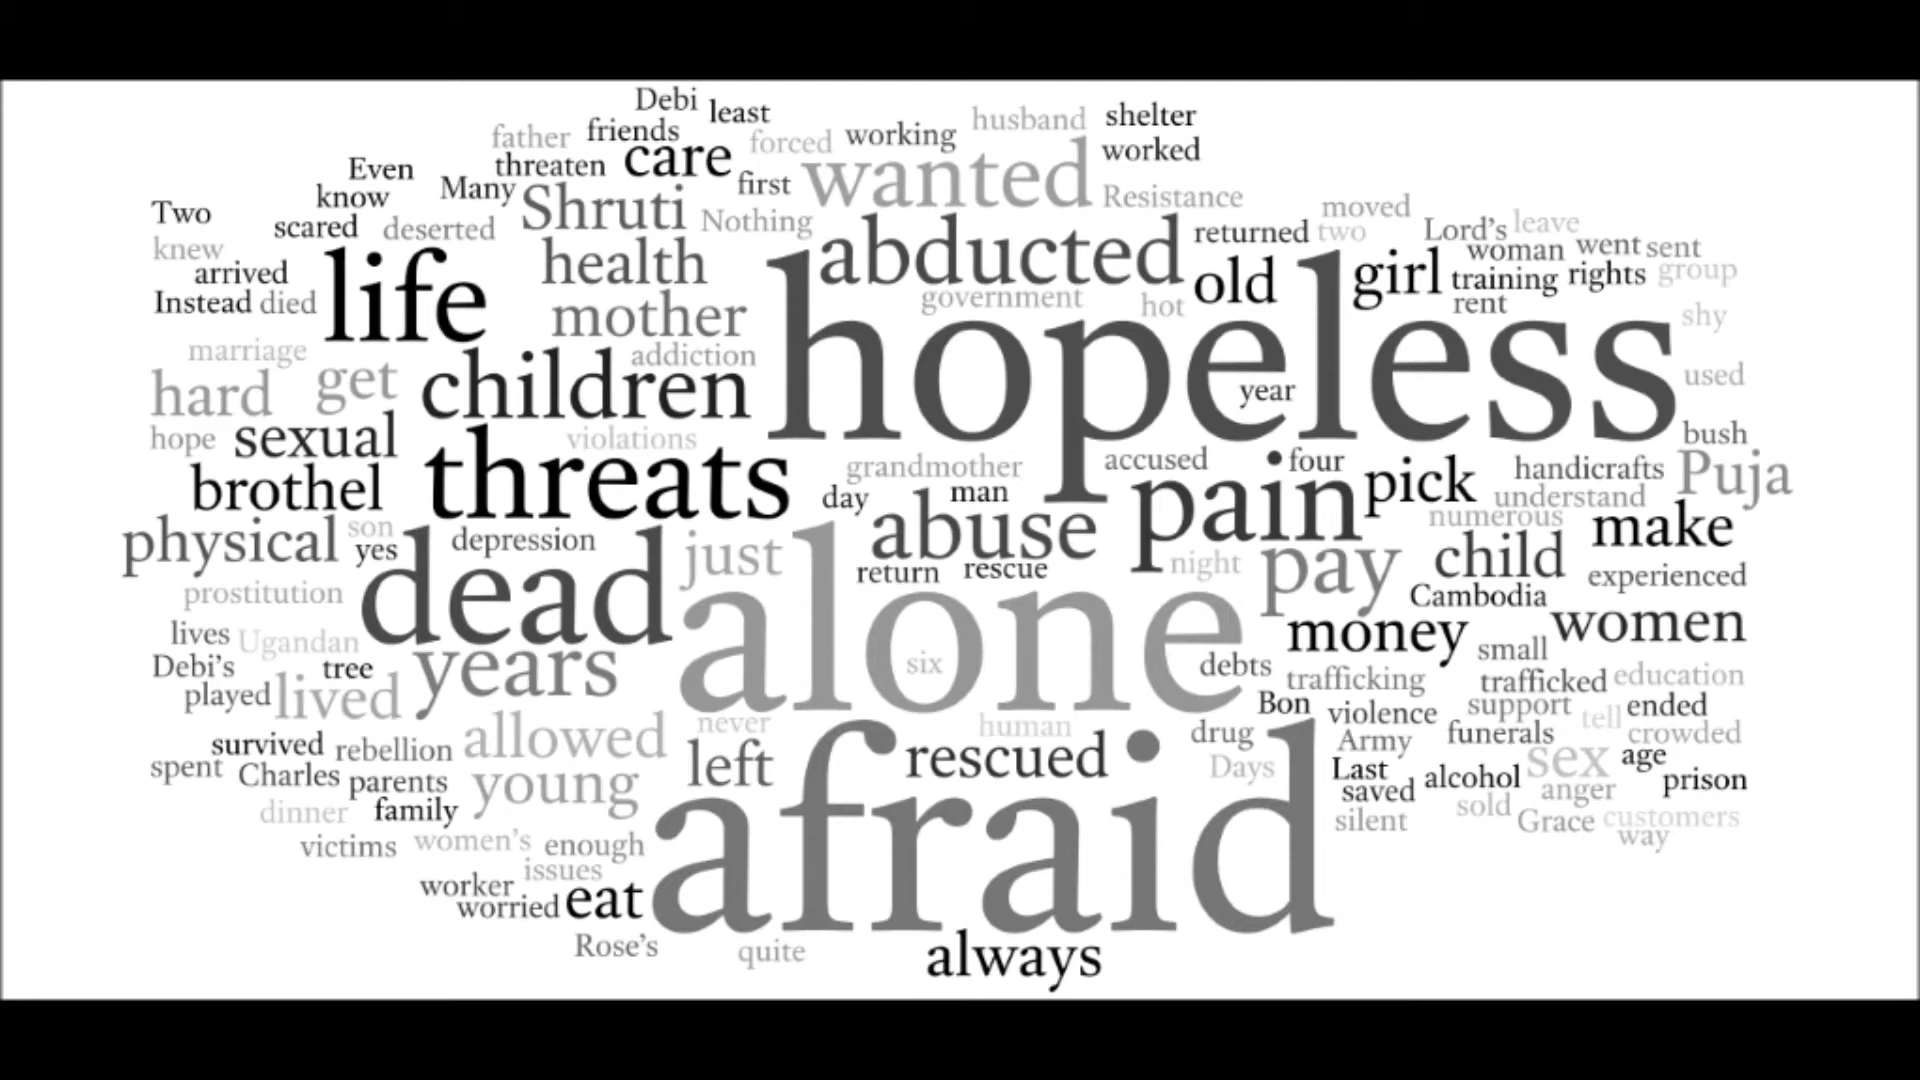 Debi least
father friends forced working husband shelter
Even threaten care wanted worked
know Many Shruti first Resistance
Two scared deserted Nothing abducted returned two moved Lord's leave
knew health woman went sent
arrived life old girl training rights group
Instead died mother government hot rent
hopeless shy
marriage children addiction
hard get year used
hope sexual violations bush
brothel threats grandmother accused • four pick handicrafts Puja
day man pain understand
physical son yes depression just abuse numerous make
dead return rescue night pay child experienced
prostitution alone Cambodia
lives Ugandan money women
Debi's tree years six debts small
played lived trafficking trafficked education
Bon violence support tell ended
survived rebellion allowed never human drug Army funerals crowded
spent Charles parents young left rescued • Days Last alcohol sex age prison
dinner family afraid saved sold anger
silent Grace customers
victims women's enough way
worker issues
worried eat
Rose's quite always